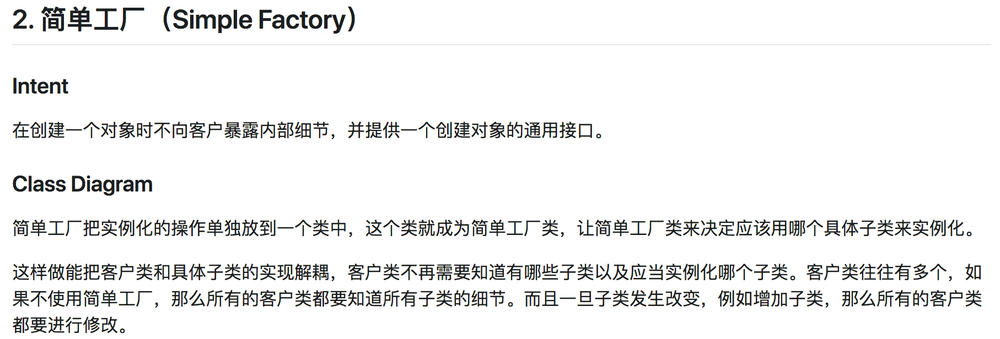 2. 简单工厂（Simple Factory）
Intent
在创建一个对象时不向客户暴露内部细节，并提供一个创建对象的通用接口。
Class Diagram
简单工厂把实例化的操作单独放到一个类中，这个类就成为简单工厂类，让简单工厂类来决定应该用哪个具体子类来实例化。
这样做能把客户类和具体子类的实现解耦，客户类不再需要知道有哪些子类以及应当实例化哪个子类。客户类往往有多个，如
果不使用简单工厂，那么所有的客户类都要知道所有子类的细节。而且一旦子类发生改变，例如增加子类，那么所有的客户类
都要进行修改。